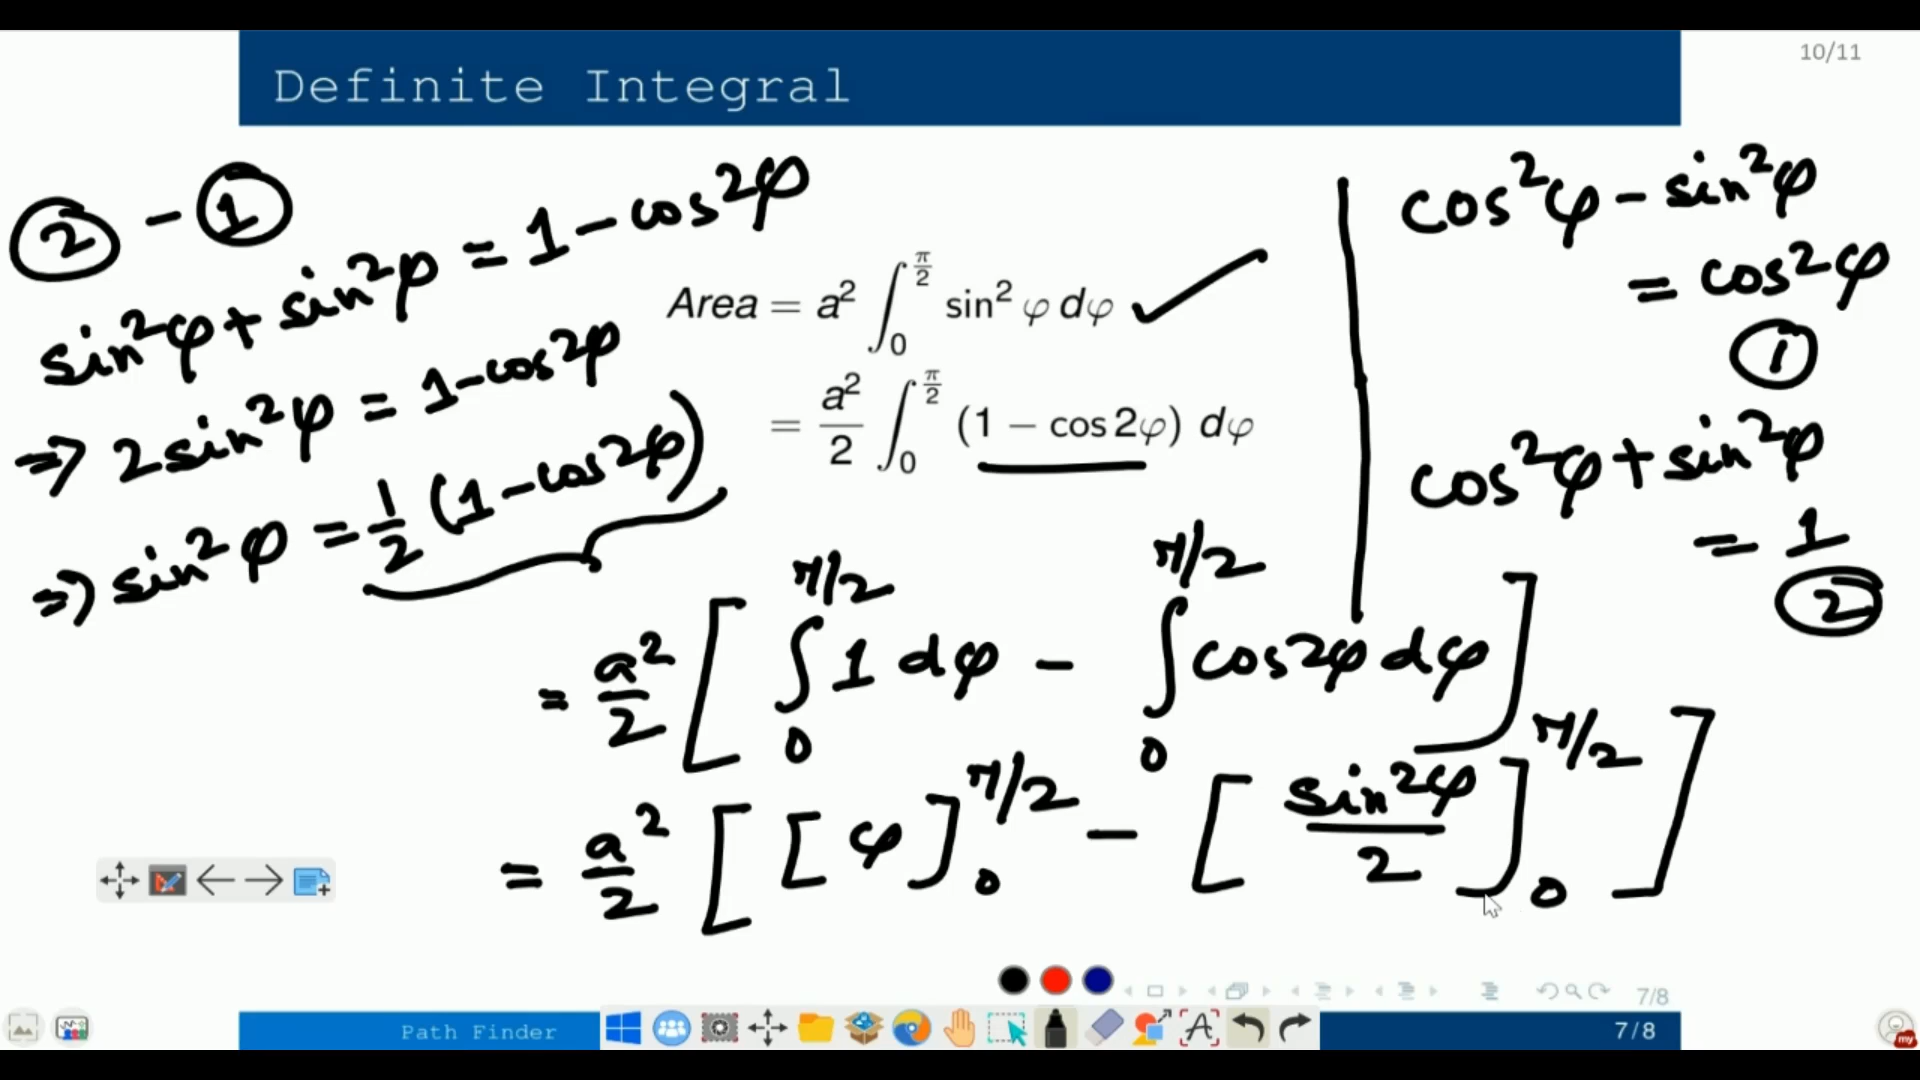 10/11
Definite Integral
② - ①
sin²φ + sin²φ = 1 - cos2φ
⇒ 2sin²φ = 1 - cos2φ
⇒ sin²φ = 1/2 (1 - cos2φ)
Area = a² ∫₀^{π/2} sin² φ dφ ✓
= a²/2 ∫₀^{π/2} (1 − cos 2φ) dφ
cos²φ - sin²φ
= cos2φ
①
cos²φ + sin²φ
= 1
②
= a²/2 [ ∫₀^{π/2} 1 dφ - ∫₀^{π/2} cos2φ dφ ]
= a²/2 [ [φ]₀^{π/2} - [ sin2φ/2 ]₀^{π/2} ]
7/8
Path Finder
7 / 8
my